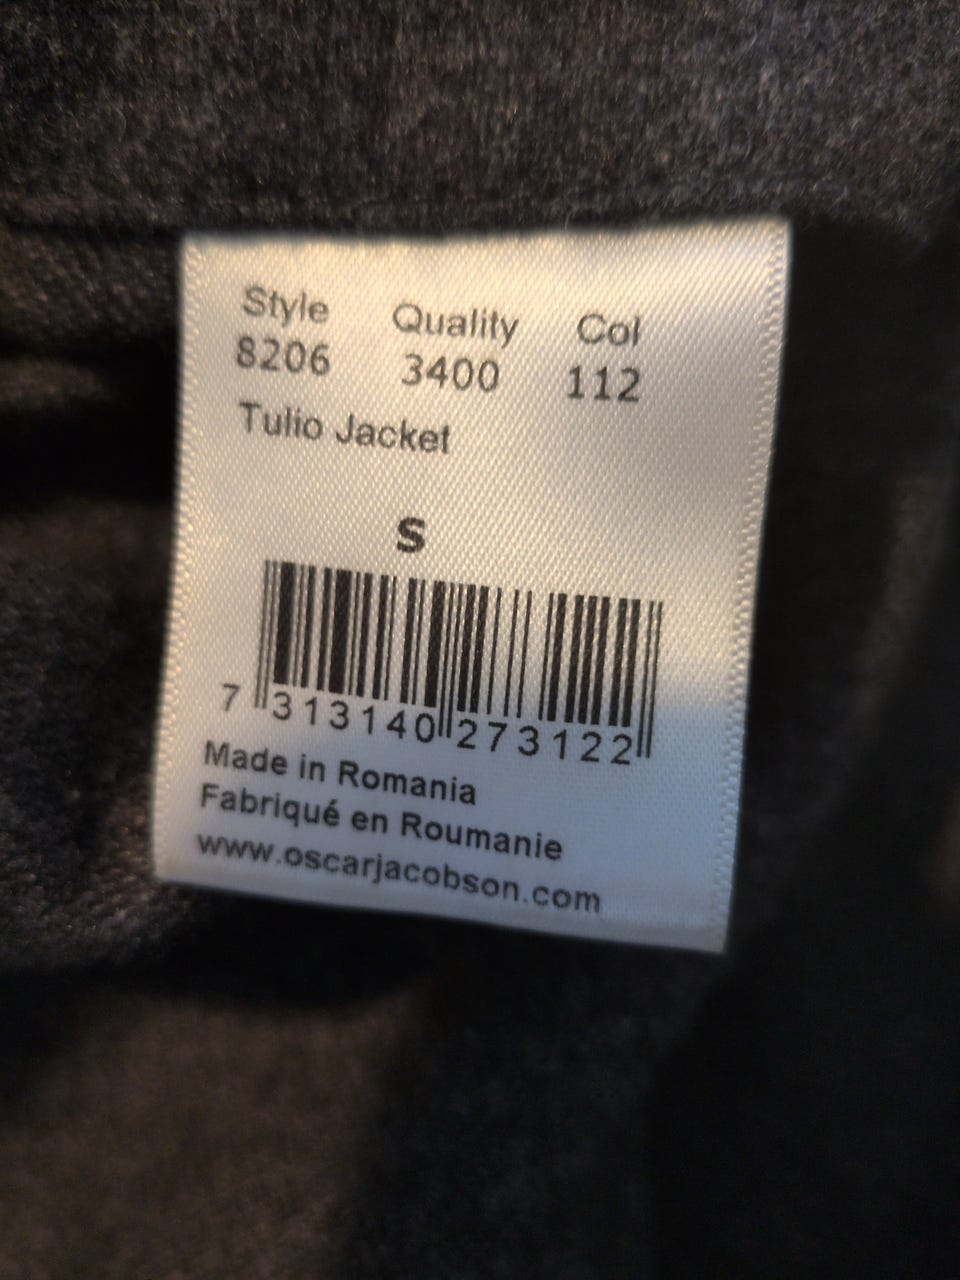 Style Quality Col
8206 3400 112
Tulio Jacket
S
7 313140 273122
Made in Romania
Fabriqué en Roumanie
www.oscarjacobson.com